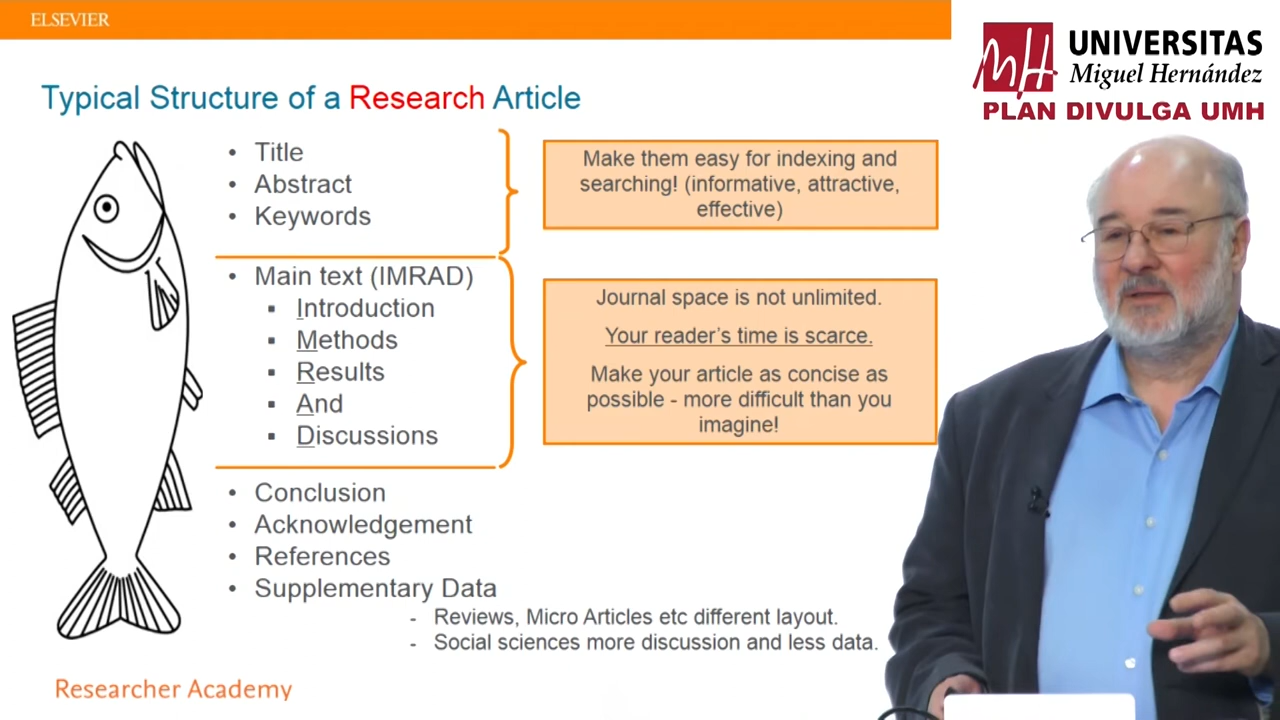 ELSEVIER
UNIVERSITAS
Miguel Hernández
PLAN DIVULGA UMH
Typical Structure of a Research Article
• Title
• Abstract
• Keywords
Make them easy for indexing and
searching! (informative, attractive,
effective)
• Main text (IMRAD)
▪ Introduction
▪ Methods
▪ Results
▪ And
▪ Discussions
Journal space is not unlimited.
Your reader's time is scarce.
Make your article as concise as
possible - more difficult than you
imagine!
• Conclusion
• Acknowledgement
• References
• Supplementary Data
- Reviews, Micro Articles etc different layout.
- Social sciences more discussion and less data.
Researcher Academy